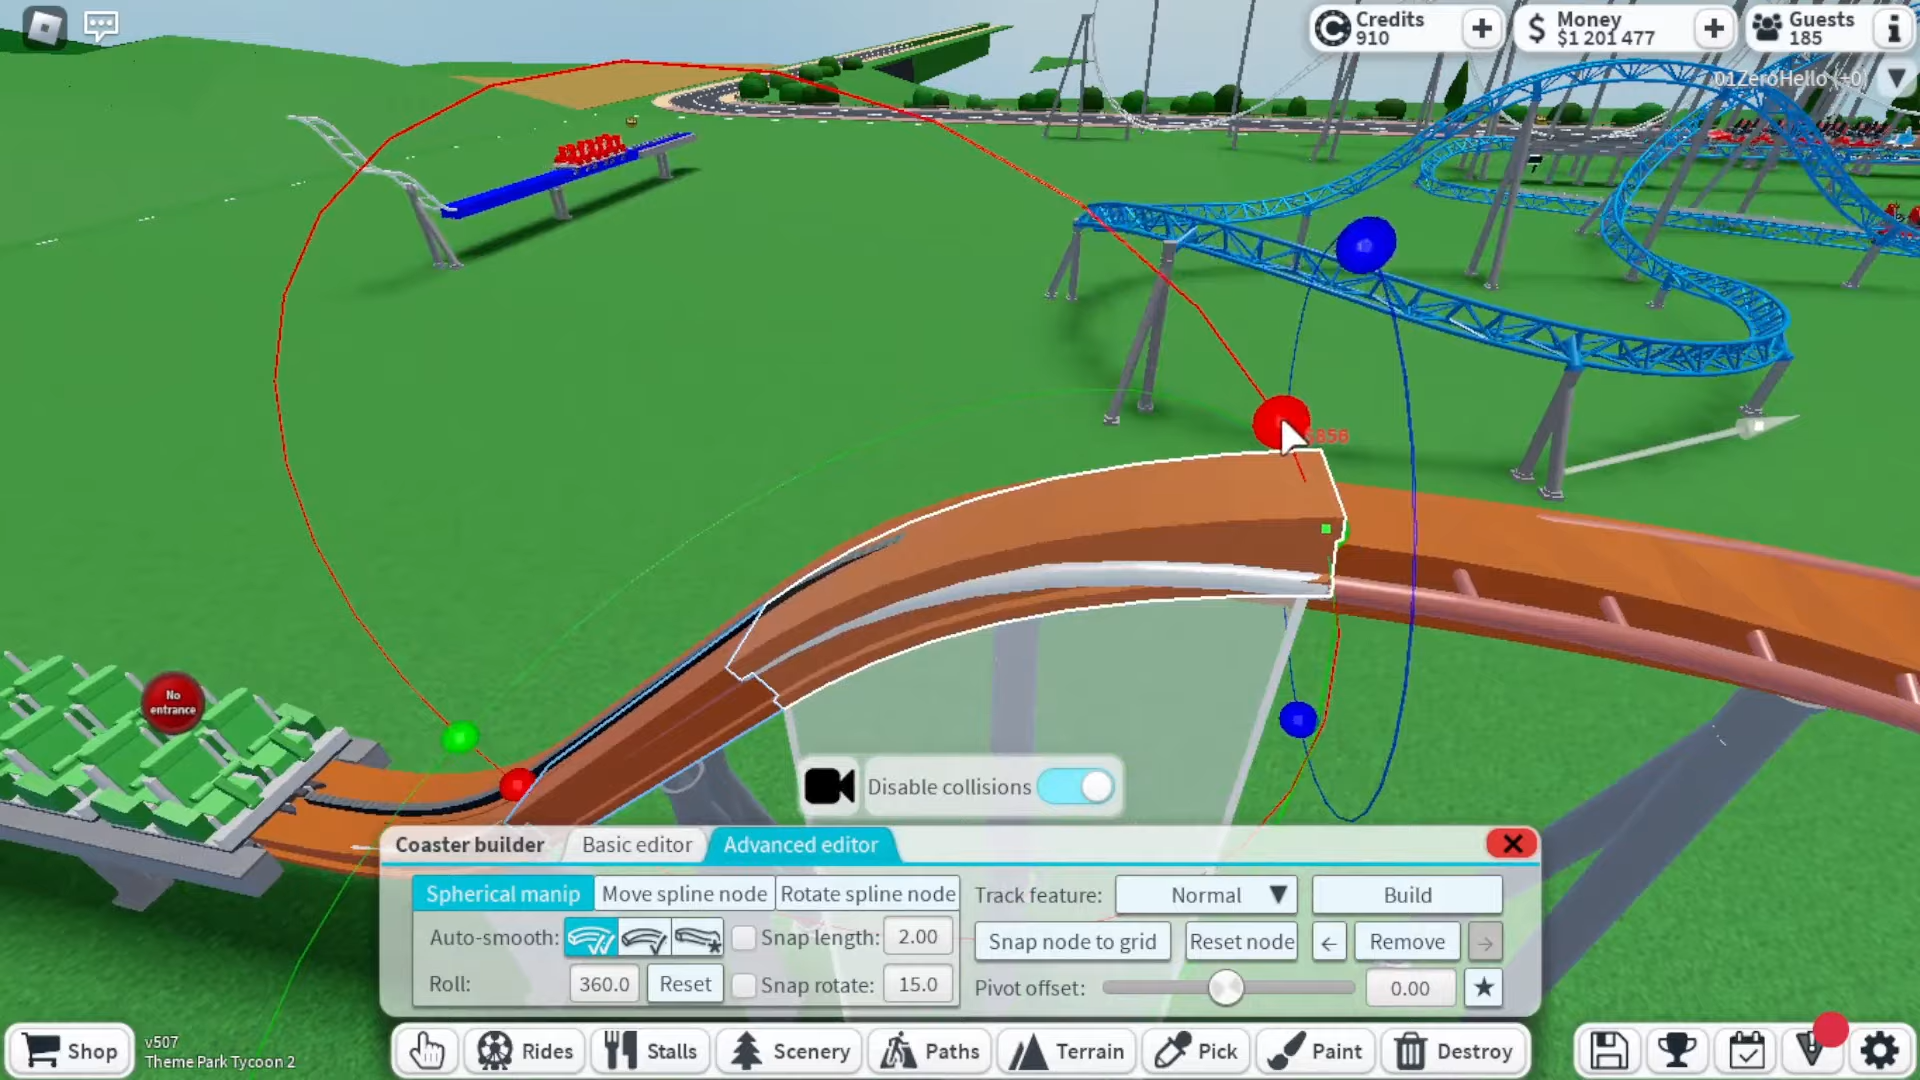 Credits
910
Money
$1 201 477
Guests
185
01ZeroHello (+0)
$858
No
entrance
Disable collisions
Coaster builder
Basic editor
Advanced editor
Spherical manip
Move spline node
Rotate spline node
Track feature:
Normal
Build
Auto-smooth:
Snap length:
2.00
Snap node to grid
Reset node
Remove
Roll:
360.0
Reset
Snap rotate:
15.0
Pivot offset:
0.00
Shop
v507
Theme Park Tycoon 2
Rides
Stalls
Scenery
Paths
Terrain
Pick
Paint
Destroy